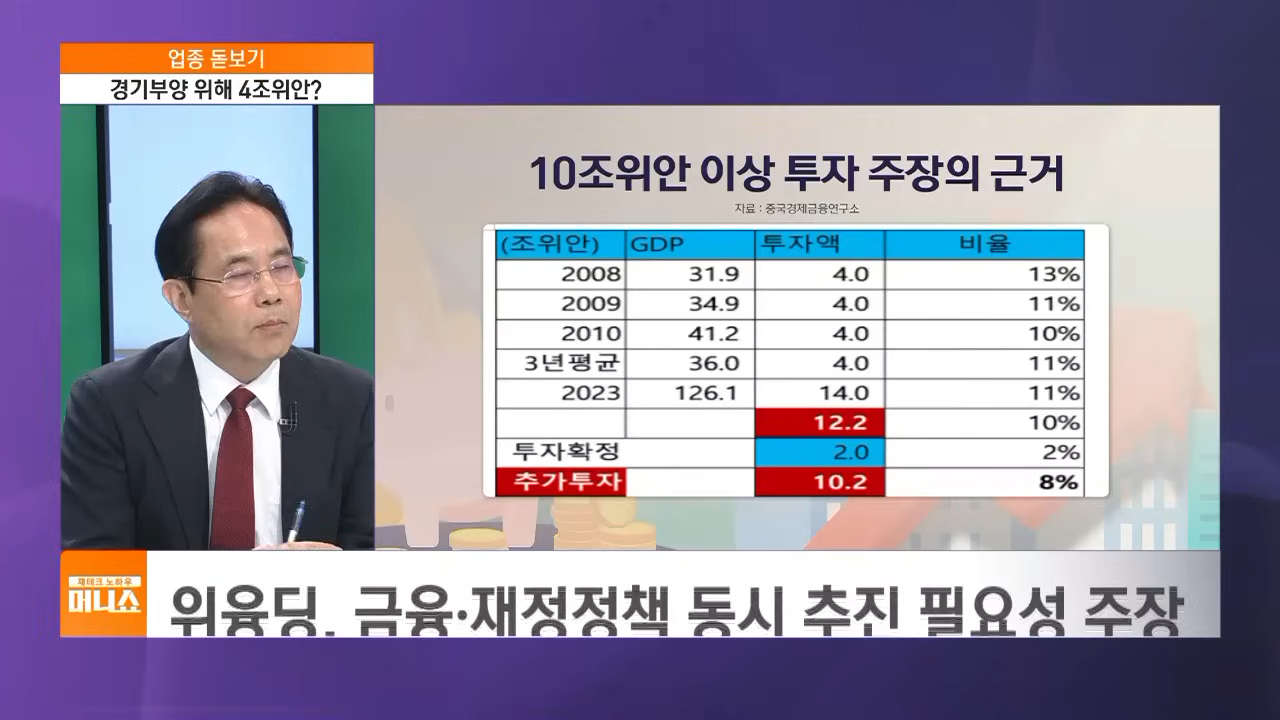 업종 돋보기
경기부양 위해 4조위안?
10조위안 이상 투자 주장의 근거
자료 : 중국경제금융연구소
(조위안) GDP 투자액 비율
2008 31.9 4.0 13%
2009 34.9 4.0 11%
2010 41.2 4.0 10%
3년평균 36.0 4.0 11%
2023 126.1 14.0 11%
12.2 10%
투자확정 2.0 2%
추가투자 10.2 8%
재테크 노하우
머니쇼
위융딩, 금융·재정정책 동시 추진 필요성 주장